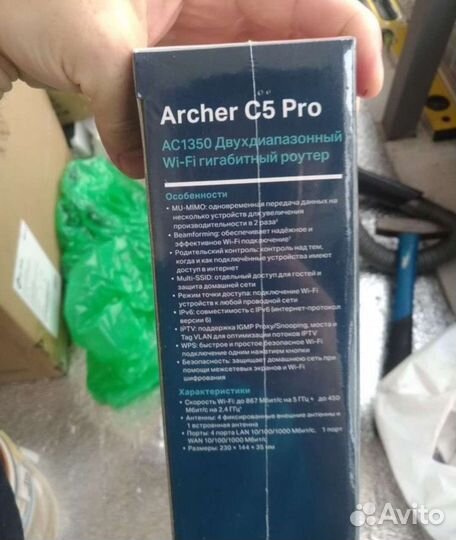 Archer C5 Pro
AC1350 Двухдиапазонный
Wi-Fi гигабитный роутер
Особенности
• MU-MIMO: одновременная передача данных на
несколько устройств для увеличения
производительности в 2 раза²
• Beamforming: обеспечивает надёжное и
эффективное Wi-Fi подключение¹
• Родительский контроль: контроль над тем,
когда и как подключённые устройства имеют
доступ в интернет
• Multi-SSID: отдельный доступ для гостей и
защита домашней сети
• Режим точки доступа: подключение Wi-Fi
устройств к любой проводной сети
• IPv6: совместимость с IPv6 (интернет-протокол
версии 6)
• IPTV: поддержка IGMP Proxy/Snooping, моста и
Tag VLAN для оптимизации потоков IPTV
• WPS: быстрое и простое безопасное Wi-Fi
подключение одним нажатием кнопки
• Безопасность: защищает домашнюю сеть при
помощи межсетевых экранов и Wi-Fi
шифрования
Характеристики
• Скорость Wi-Fi: до 867 Мбит/с на 5 ГГц + до 450
Мбит/с на 2,4 ГГц¹
• Антенны: 4 фиксированные внешние антенны и
1 встроенная антенна
• Порты: 4 порта LAN 10/100/1000 Мбит/с, 1 порт
WAN 10/100/1000 Мбит/с
• Размеры: 230 × 144 × 35 мм
Avito